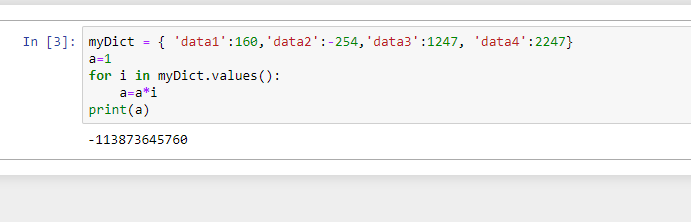 In [3]: myDict = { 'data1':160,'data2':-254,'data3':1247, 'data4':2247}
a=1
for i in myDict.values():
    a=a*i
print(a)
-113873645760